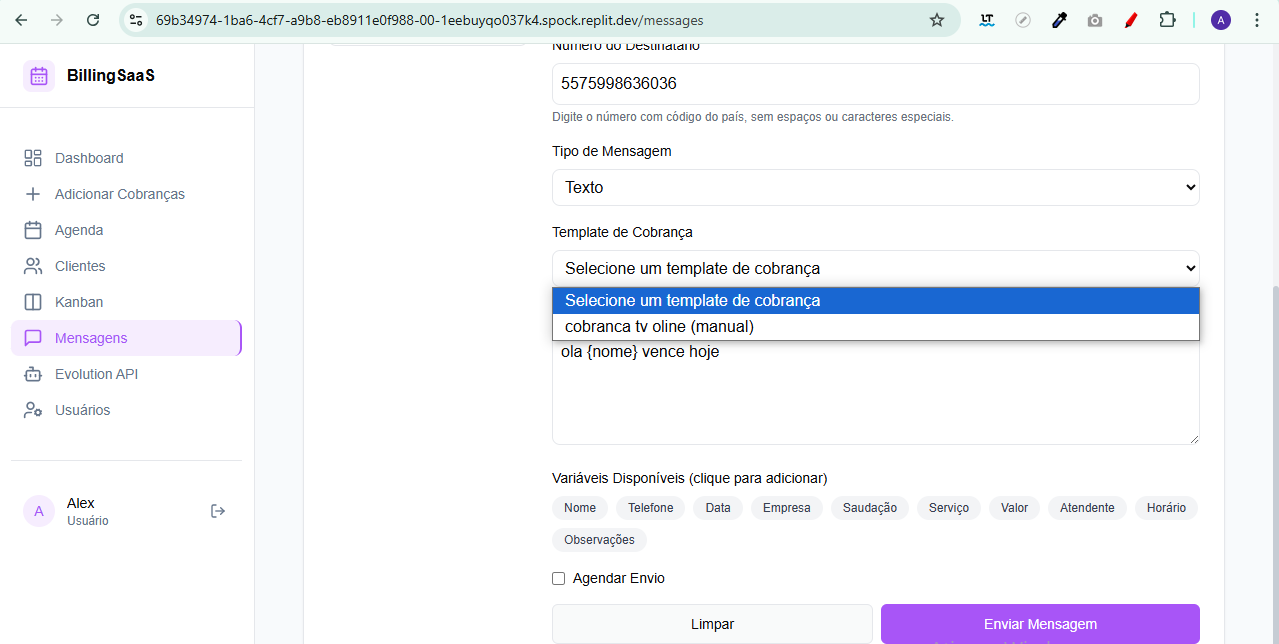 69b34974-1ba6-4cf7-a9b8-eb8911e0f988-00-1eebuyqo037k4.spock.replit.dev/messages
LT
A
BillingSaaS
Dashboard
Adicionar Cobranças
Agenda
Clientes
Kanban
Mensagens
Evolution API
Usuários
A
Alex
Usuário
Número do Destinatário
5575998636036
Digite o número com código do país, sem espaços ou caracteres especiais.
Tipo de Mensagem
Texto
Template de Cobrança
Selecione um template de cobrança
Selecione um template de cobrança
cobranca tv oline (manual)
ola {nome} vence hoje
Variáveis Disponíveis (clique para adicionar)
Nome Telefone Data Empresa Saudação Serviço Valor Atendente Horário
Observações
Agendar Envio
Limpar
Enviar Mensagem